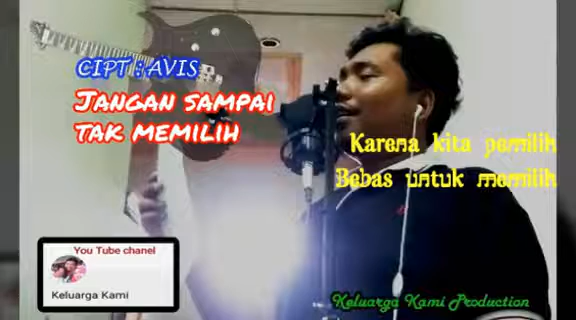 CIPT : AVIS
Jangan sampai
tak memilih
Karena kita pemilih
Bebas untuk memilih
You Tube chanel
Keluarga Kami
Keluarga Kami Production